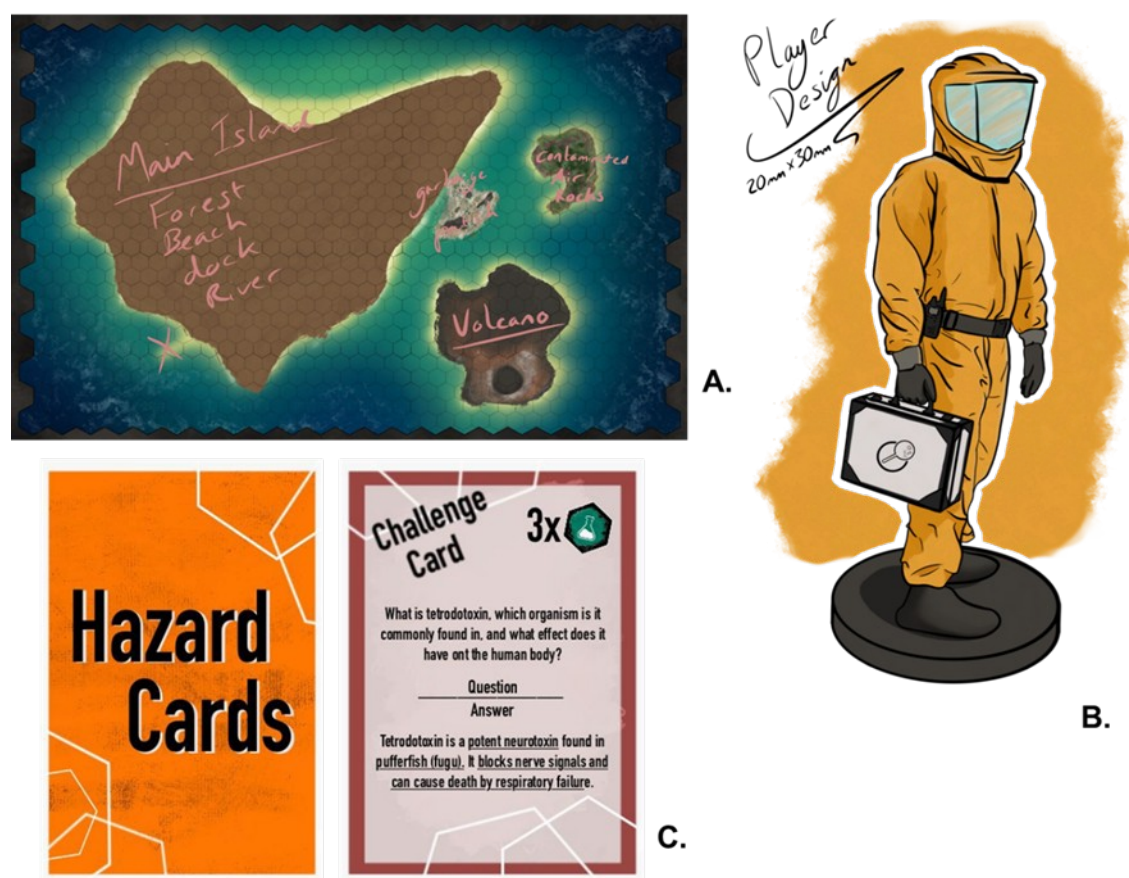 Main Island
Forest
Beach
dock
River
garbage
contaminated
air
rocks
Volcano
X
A.
Player
Design
20mm x 30mm
B.
Hazard
Cards
Challenge
Card
3x
What is tetrodotoxin, which organism is it
commonly found in, and what effect does it
have ont the human body?
Question
Answer
Tetrodotoxin is a potent neurotoxin found in
pufferfish (fugu). It blocks nerve signals and
can cause death by respiratory failure.
C.